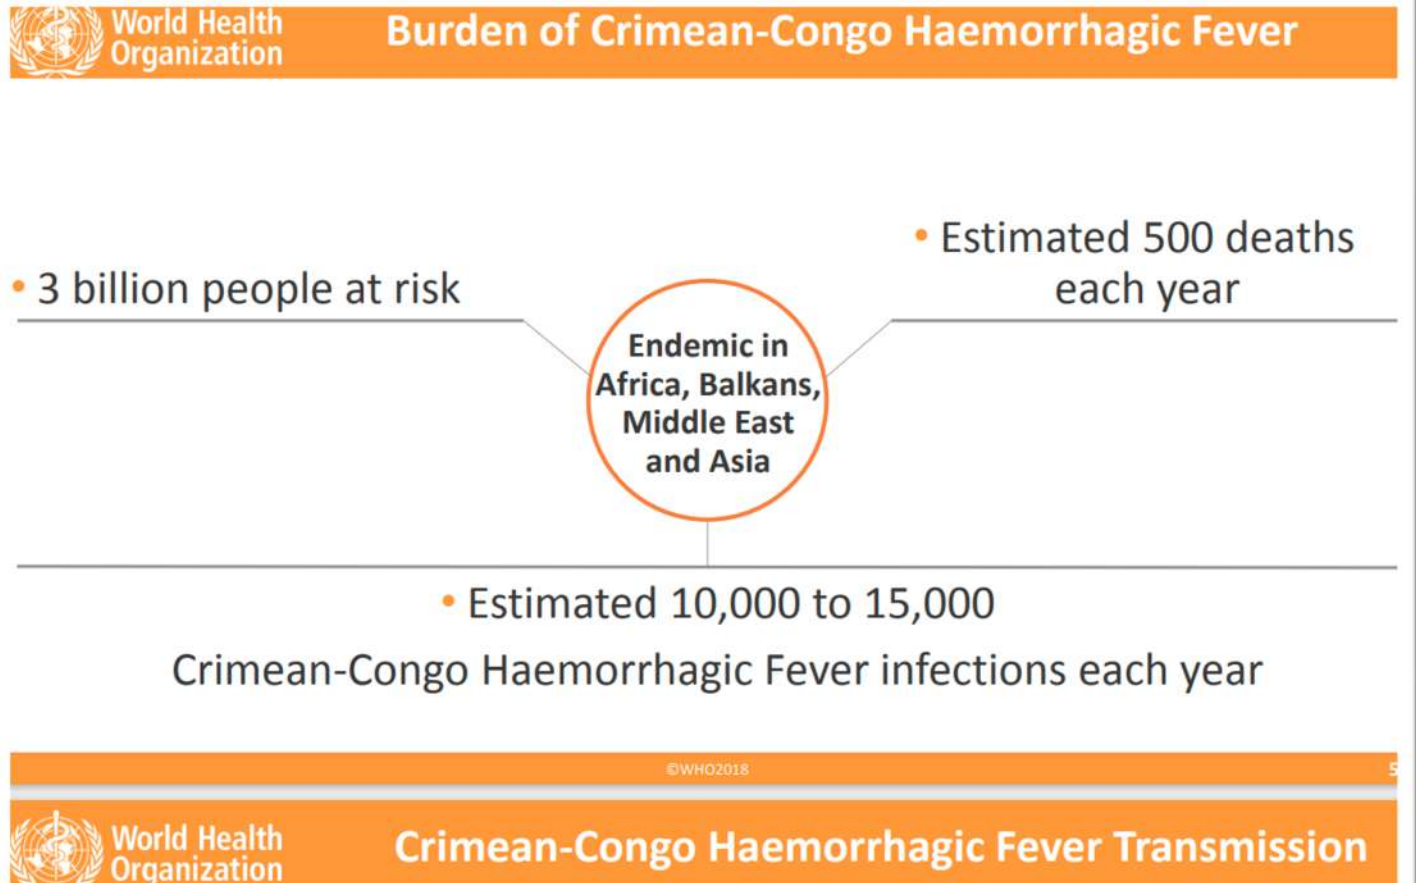 World Health
Organization
Burden of Crimean-Congo Haemorrhagic Fever
• 3 billion people at risk
• Estimated 500 deaths
each year
Endemic in
Africa, Balkans,
Middle East
and Asia
• Estimated 10,000 to 15,000
Crimean-Congo Haemorrhagic Fever infections each year
©WHO2018
5
World Health
Organization
Crimean-Congo Haemorrhagic Fever Transmission